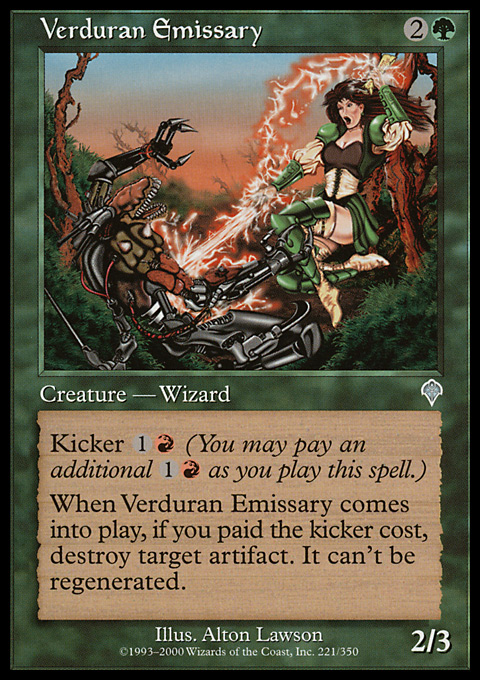 Verduran Emissary 2
Creature — Wizard
Kicker 1 (You may pay an
additional 1 as you play this spell.)
When Verduran Emissary comes
into play, if you paid the kicker cost,
destroy target artifact. It can't be
regenerated.
Illus. Alton Lawson
©1993–2000 Wizards of the Coast, Inc. 221/350
2/3